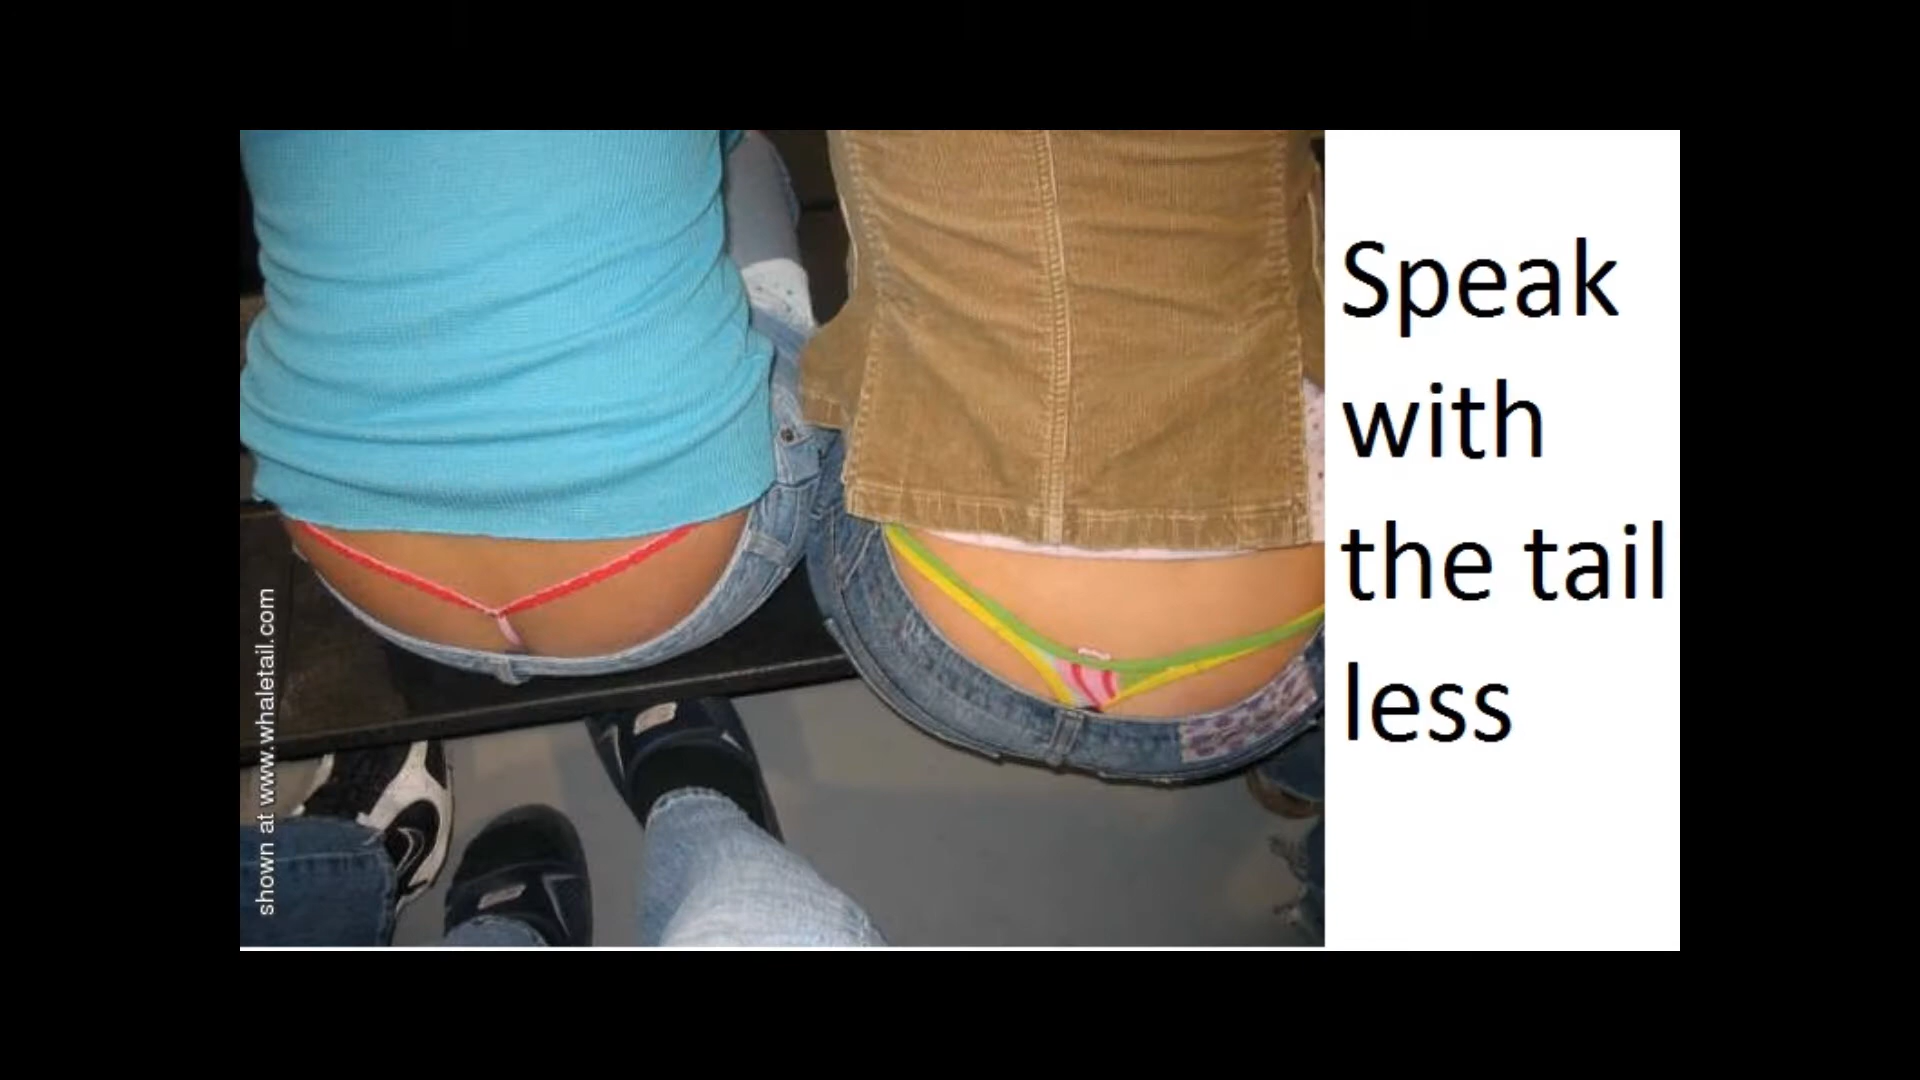 shown at www.whaletail.com
Speak
with
the tail
less